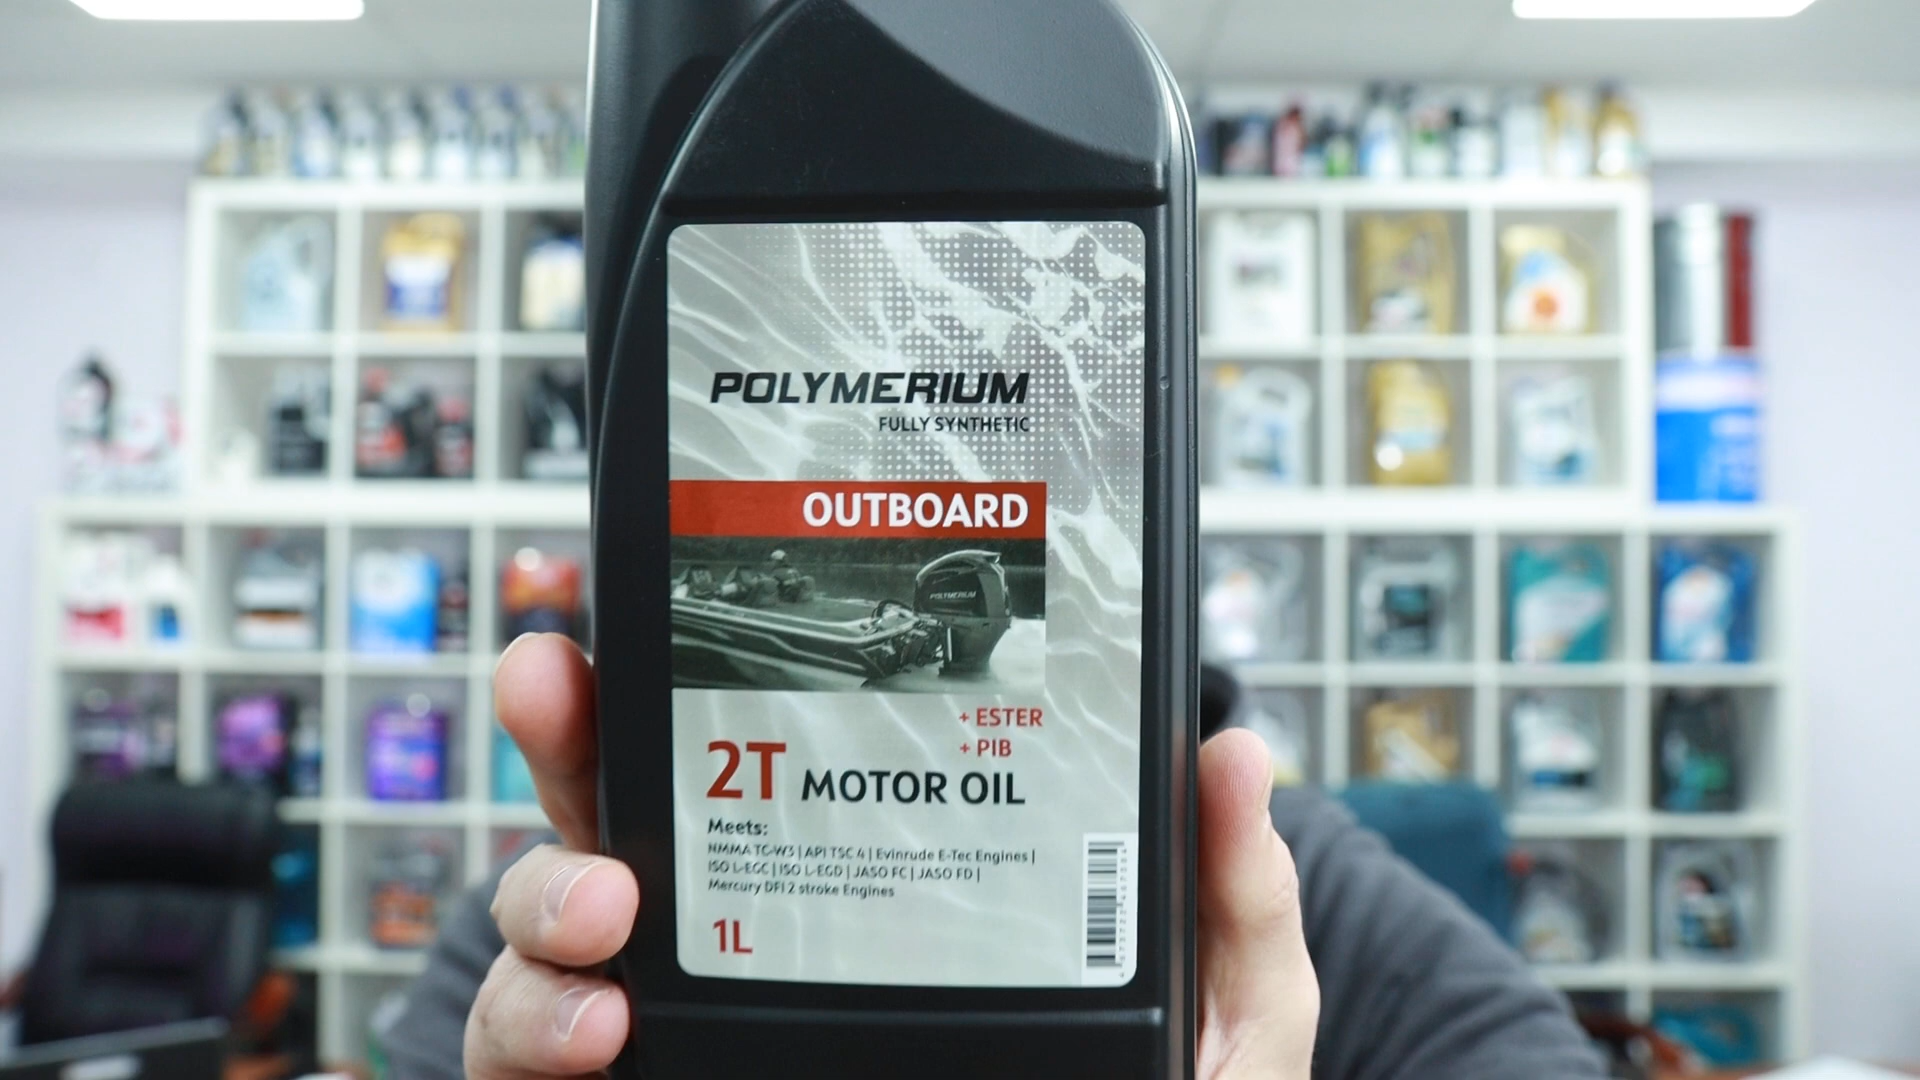 POLYMERIUM
FULLY SYNTHETIC
OUTBOARD
POLYMERIUM
+ ESTER
+ PIB
2T MOTOR OIL
Meets:
NMMA TC-W3 | API TSC 4 | Evinrude E-Tec Engines |
ISO L-EGC | ISO L-EGD | JASO FC | JASO FD |
Mercury DFI 2 stroke Engines
1L